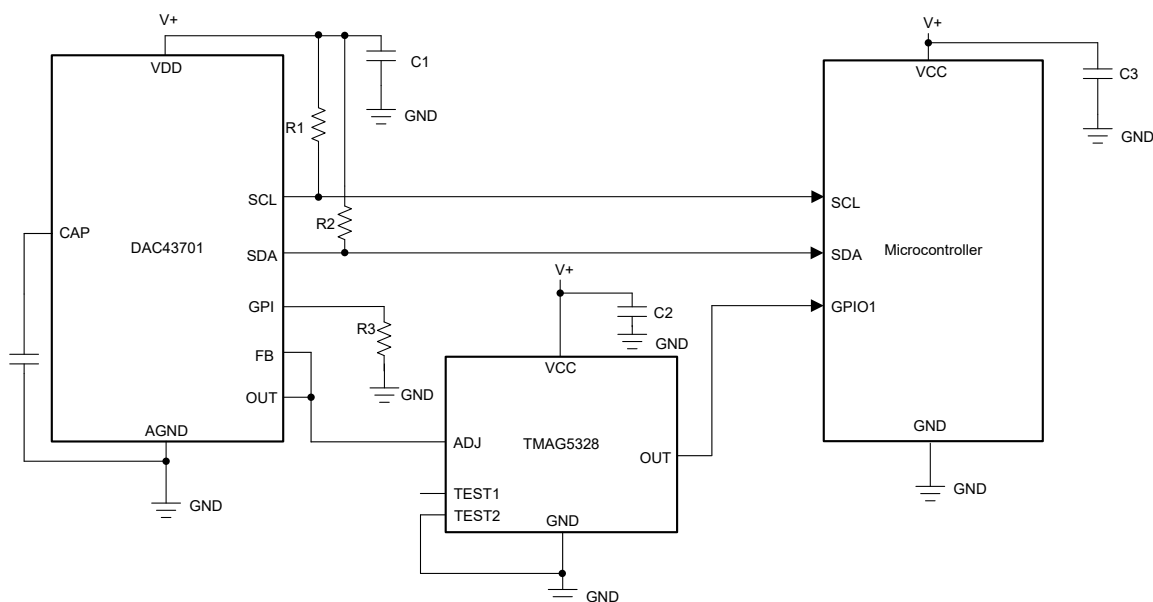 V+
VDD
C1
GND
R1
SCL
R2
CAP
DAC43701
SDA
GPI
R3
GND
FB
OUT
AGND
GND
V+
C2
GND
VCC
ADJ
TMAG5328
OUT
TEST1
TEST2
GND
GND
V+
VCC
C3
GND
SCL
SDA
Microcontroller
GPIO1
GND
GND